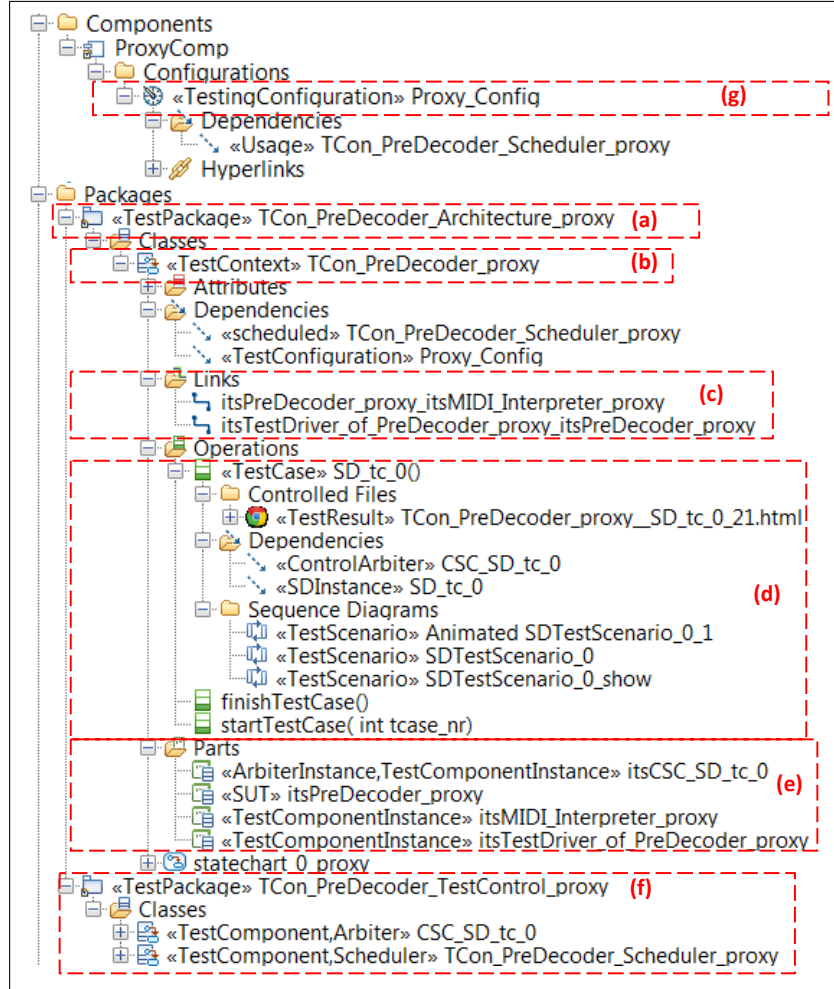 Components
ProxyComp
Configurations
«TestingConfiguration» Proxy_Config (g)
Dependencies
«Usage» TCon_PreDecoder_Scheduler_proxy
Hyperlinks
Packages
«TestPackage» TCon_PreDecoder_Architecture_proxy (a)
Classes
«TestContext» TCon_PreDecoder_proxy (b)
Attributes
Dependencies
«scheduled» TCon_PreDecoder_Scheduler_proxy
«TestConfiguration» Proxy_Config
Links
itsPreDecoder_proxy_itsMIDI_Interpreter_proxy (c)
itsTestDriver_of_PreDecoder_proxy_itsPreDecoder_proxy
Operations
«TestCase» SD_tc_0()
Controlled Files
«TestResult» TCon_PreDecoder_proxy__SD_tc_0_21.html
Dependencies
«ControlArbiter» CSC_SD_tc_0
«SDInstance» SD_tc_0 (d)
Sequence Diagrams
«TestScenario» Animated SDTestScenario_0_1
«TestScenario» SDTestScenario_0
«TestScenario» SDTestScenario_0_show
finishTestCase()
startTestCase( int tcase_nr)
Parts
«ArbiterInstance,TestComponentInstance» itsCSC_SD_tc_0 (e)
«SUT» itsPreDecoder_proxy
«TestComponentInstance» itsMIDI_Interpreter_proxy
«TestComponentInstance» itsTestDriver_of_PreDecoder_proxy
statechart_0_proxy
«TestPackage» TCon_PreDecoder_TestControl_proxy (f)
Classes
«TestComponent,Arbiter» CSC_SD_tc_0
«TestComponent,Scheduler» TCon_PreDecoder_Scheduler_proxy